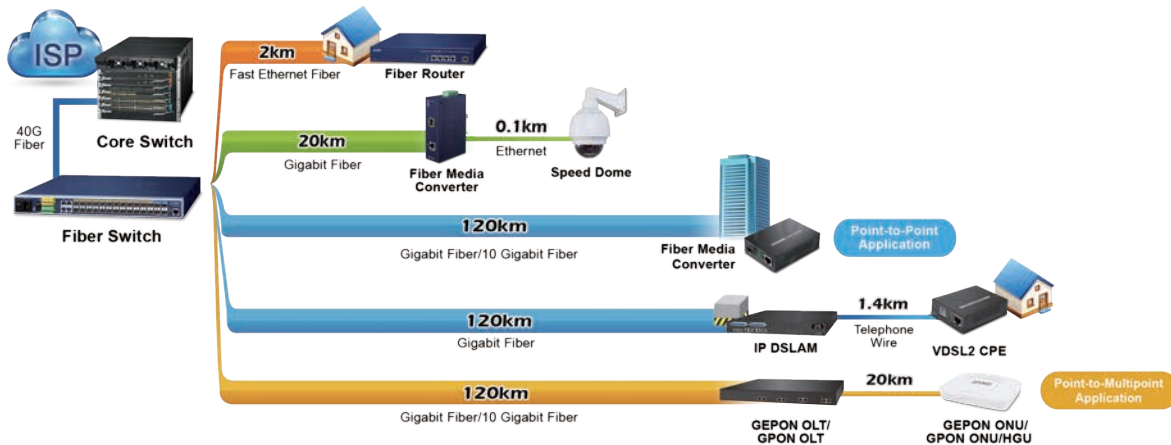 ISP
40G
Fiber
Core Switch
Fiber Switch
2km
Fast Ethernet Fiber
Fiber Router
20km
Gigabit Fiber
Fiber Media
Converter
0.1km
Ethernet
Speed Dome
120km
Gigabit Fiber/10 Gigabit Fiber
Fiber Media
Converter
Point-to-Point
Application
120km
Gigabit Fiber
IP DSLAM
1.4km
Telephone
Wire
VDSL2 CPE
120km
Gigabit Fiber/10 Gigabit Fiber
GEPON OLT/
GPON OLT
20km
GEPON ONU/
GPON ONU/HGU
Point-to-Multipoint
Application